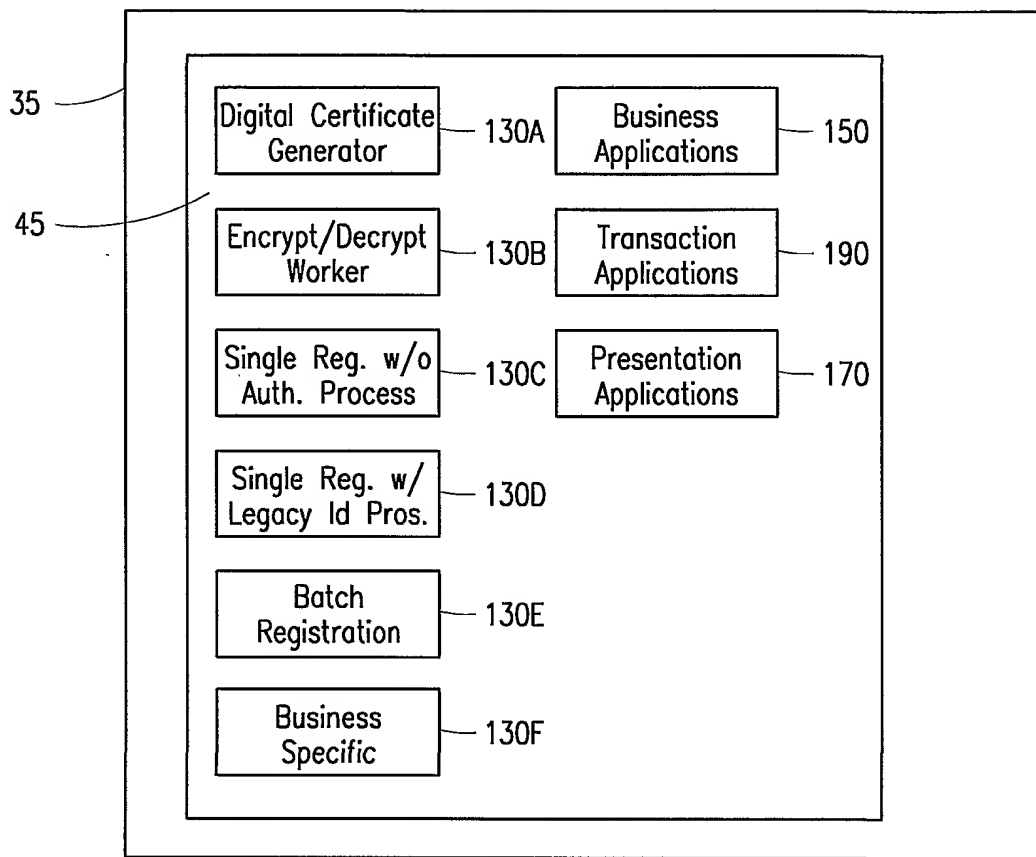 35
45
Digital Certificate
Generator
130A
Business
Applications
150
Encrypt/Decrypt
Worker
130B
Transaction
Applications
190
Single Reg. w/o
Auth. Process
130C
Presentation
Applications
170
Single Reg. w/
Legacy Id Pros.
130D
Batch
Registration
130E
Business
Specific
130F